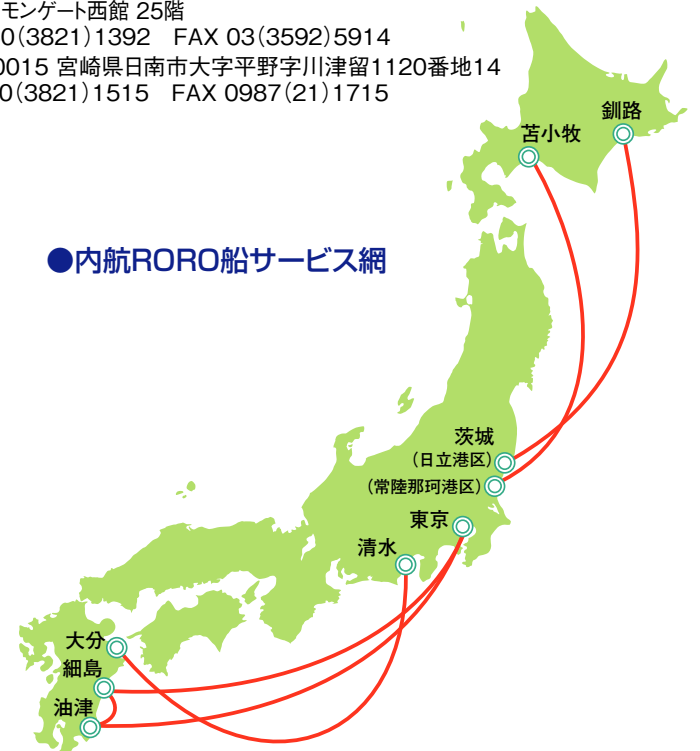 モンゲート西館 25階
0(3821)1392 FAX 03(3592)5914
0015 宮崎県日南市大字平野字川津留1120番地14
0(3821)1515 FAX 0987(21)1715
釧路
苫小牧
●内航RORO船サービス網
茨城
(日立港区)
(常陸那珂港区)
東京
清水
大分
細島
油津